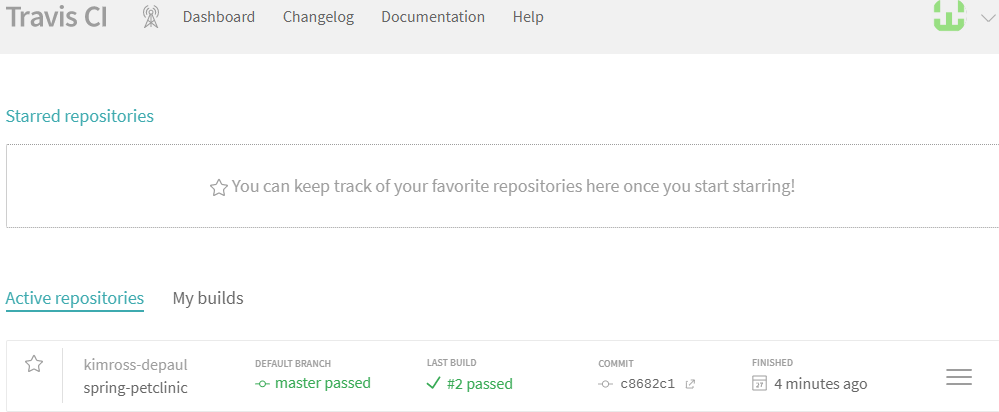 Travis CI Dashboard Changelog Documentation Help
Starred repositories
You can keep track of your favorite repositories here once you start starring!
Active repositories My builds
kimross-depaul DEFAULT BRANCH LAST BUILD COMMIT FINISHED
spring-petclinic master passed #2 passed c8682c1 27 4 minutes ago